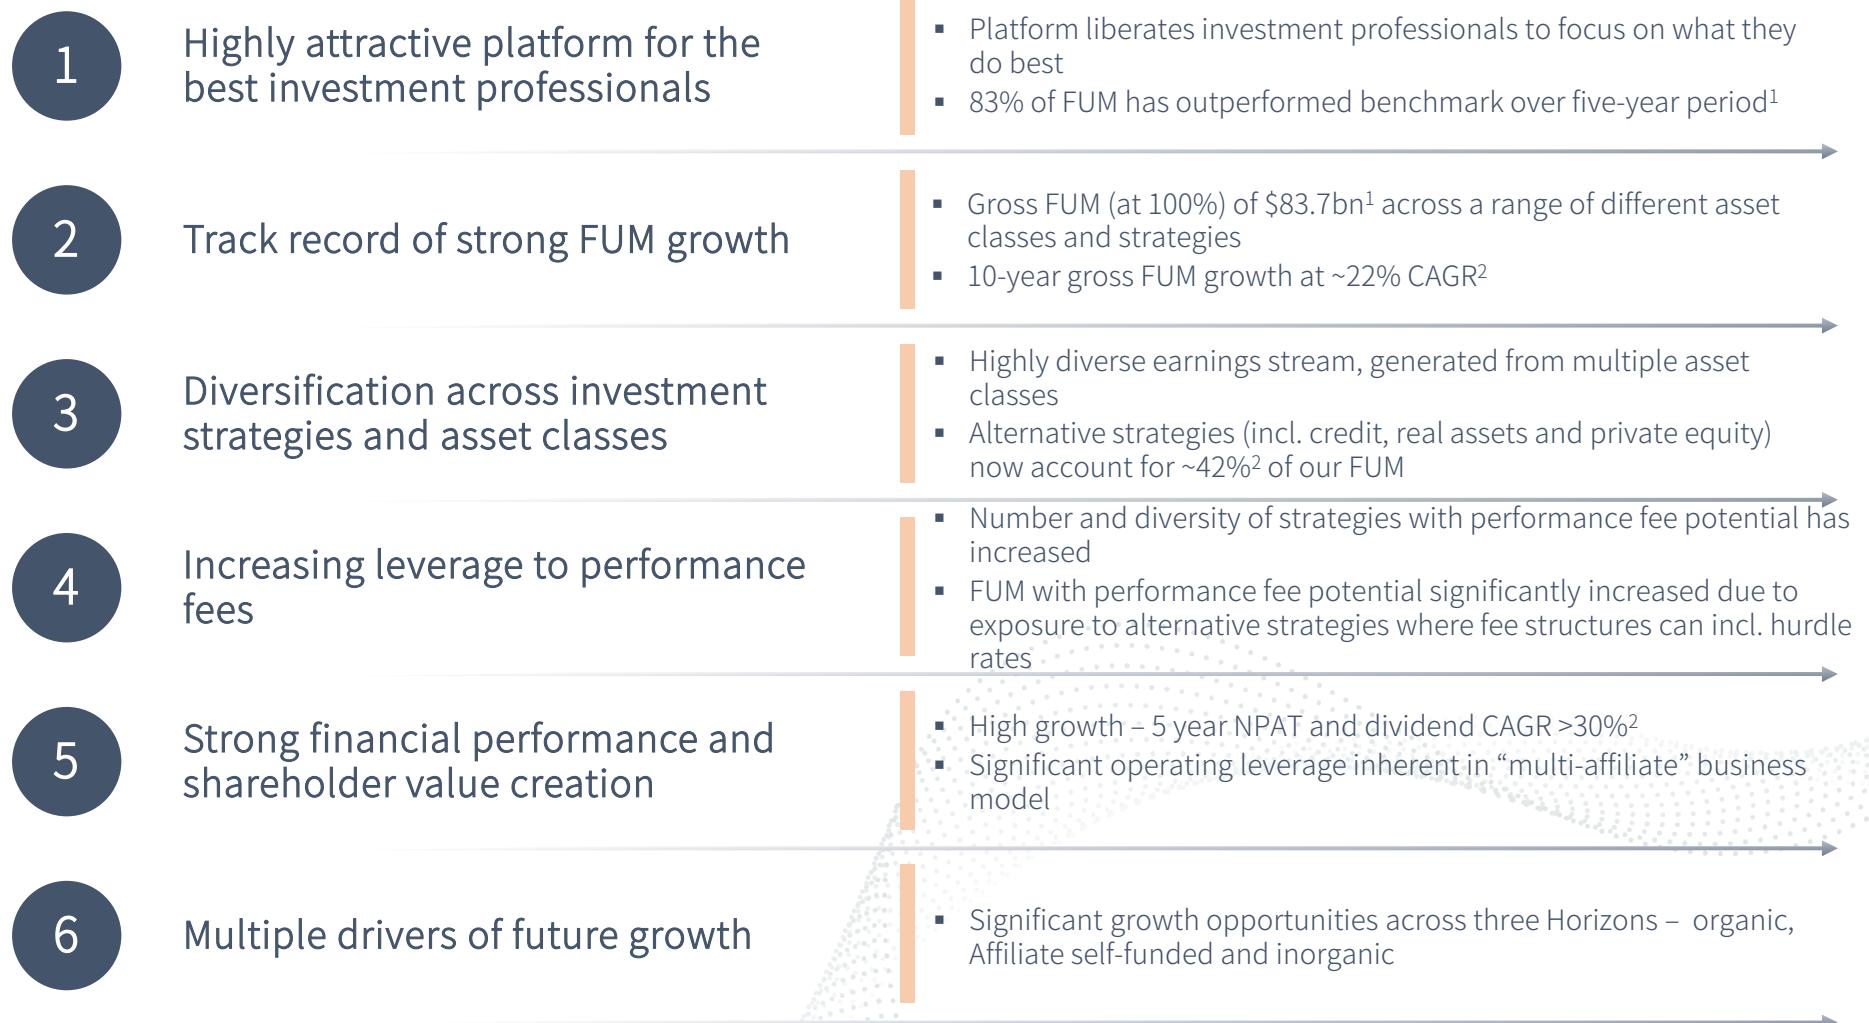 1
Highly attractive platform for the
best investment professionals
▪ Platform liberates investment professionals to focus on what they
do best
▪ 83% of FUM has outperformed benchmark over five-year period¹
2
Track record of strong FUM growth
▪ Gross FUM (at 100%) of $83.7bn¹ across a range of different asset
classes and strategies
▪ 10-year gross FUM growth at ~22% CAGR²
3
Diversification across investment
strategies and asset classes
▪ Highly diverse earnings stream, generated from multiple asset
classes
▪ Alternative strategies (incl. credit, real assets and private equity)
now account for ~42%² of our FUM
4
Increasing leverage to performance
fees
▪ Number and diversity of strategies with performance fee potential has
increased
▪ FUM with performance fee potential significantly increased due to
exposure to alternative strategies where fee structures can incl. hurdle
rates
5
Strong financial performance and
shareholder value creation
▪ High growth – 5 year NPAT and dividend CAGR >30%²
▪ Significant operating leverage inherent in “multi-affiliate” business
model
6
Multiple drivers of future growth
▪ Significant growth opportunities across three Horizons – organic,
Affiliate self-funded and inorganic